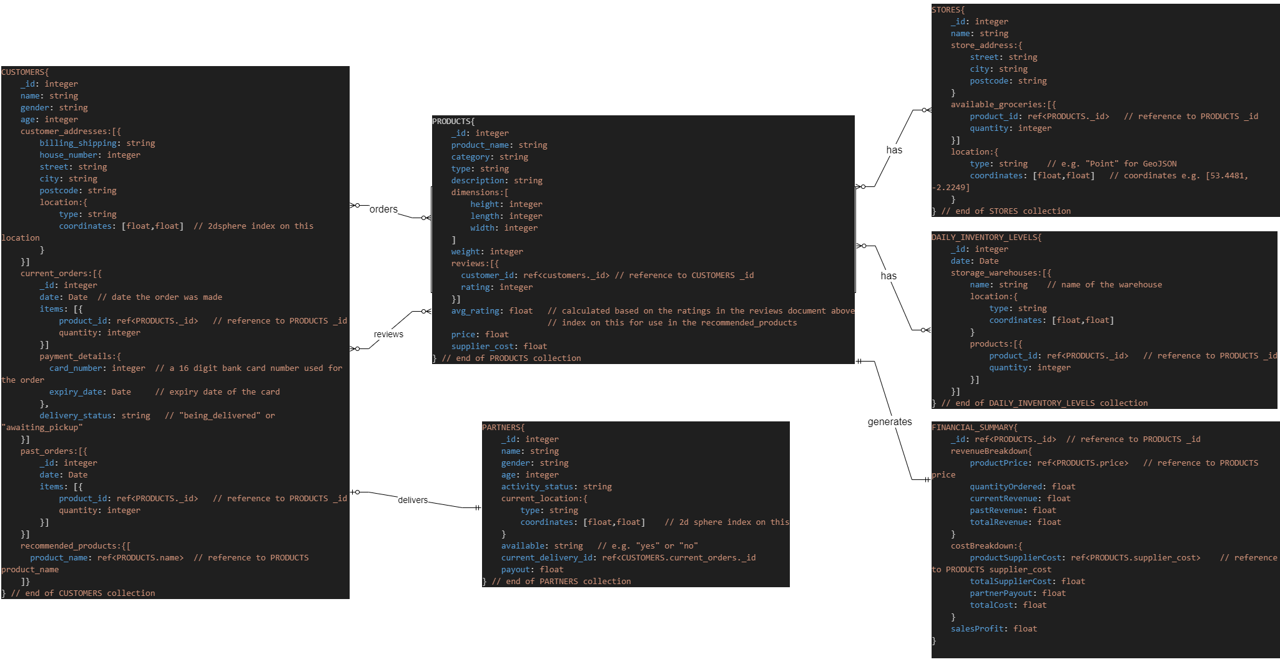 CUSTOMERS{
_id: integer
name: string
gender: string
age: integer
customer_addresses:[{
billing_shipping: string
house_number: integer
street: string
city: string
postcode: string
location:{
type: string
coordinates: [float,float]  // 2dsphere index on this
location
}
}]
current_orders:[{
_id: integer
date: Date  // date the order was made
items: [{
product_id: ref<PRODUCTS._id>   // reference to PRODUCTS _id
quantity: integer
}]
payment_details:{
card_number: integer  // a 16 digit bank card number used for
the order
expiry_date: Date     // expiry date of the card
},
delivery_status: string   // "being_delivered" or
"awaiting_pickup"
}]
past_orders:[{
_id: integer
date: Date
items: [{
product_id: ref<PRODUCTS._id>   // reference to PRODUCTS _id
quantity: integer
}]
}]
recommended_products:{[
product_name: ref<PRODUCTS.name>  // reference to PRODUCTS
product_name
]}
} // end of CUSTOMERS collection
orders
reviews
delivers
PRODUCTS{
_id: integer
product_name: string
category: string
type: string
description: string
dimensions:[
height: integer
length: integer
width: integer
]
weight: integer
reviews:[{
customer_id: ref<customers._id> // reference to CUSTOMERS _id
rating: integer
}]
avg_rating: float   // calculated based on the ratings in the reviews document above
// index on this for use in the recommended_products
price: float
supplier_cost: float
} // end of PRODUCTS collection
PARTNERS{
_id: integer
name: string
gender: string
age: integer
activity_status: string
current_location:{
type: string
coordinates: [float,float]    // 2d sphere index on this
}
available: string   // e.g. "yes" or "no"
current_delivery_id: ref<CUSTOMERS.current_orders._id
payout: float
} // end of PARTNERS collection
has
has
generates
STORES{
_id: integer
name: string
store_address:{
street: string
city: string
postcode: string
}
available_groceries:[{
product_id: ref<PRODUCTS._id>   // reference to PRODUCTS _id
quantity: integer
}]
location:{
type: string    // e.g. "Point" for GeoJSON
coordinates: [float,float]   // coordinates e.g. [53.4481,
-2.2249]
}
} // end of STORES collection
DAILY_INVENTORY_LEVELS{
_id: integer
date: Date
storage_warehouses:[{
name: string    // name of the warehouse
location:{
type: string
coordinates: [float,float]
}
products:[{
product_id: ref<PRODUCTS._id>   // reference to PRODUCTS _id
quantity: integer
}]
}]
} // end of DAILY_INVENTORY_LEVELS collection
FINANCIAL_SUMMARY{
_id: ref<PRODUCTS._id>  // reference to PRODUCTS _id
revenueBreakdown{
productPrice: ref<PRODUCTS.price>   // reference to PRODUCTS
price
quantityOrdered: float
currentRevenue: float
pastRevenue: float
totalRevenue: float
}
costBreakdown:{
productSupplierCost: ref<PRODUCTS.supplier_cost>    // reference
to PRODUCTS supplier_cost
totalSupplierCost: float
partnerPayout: float
totalCost: float
}
salesProfit: float
}